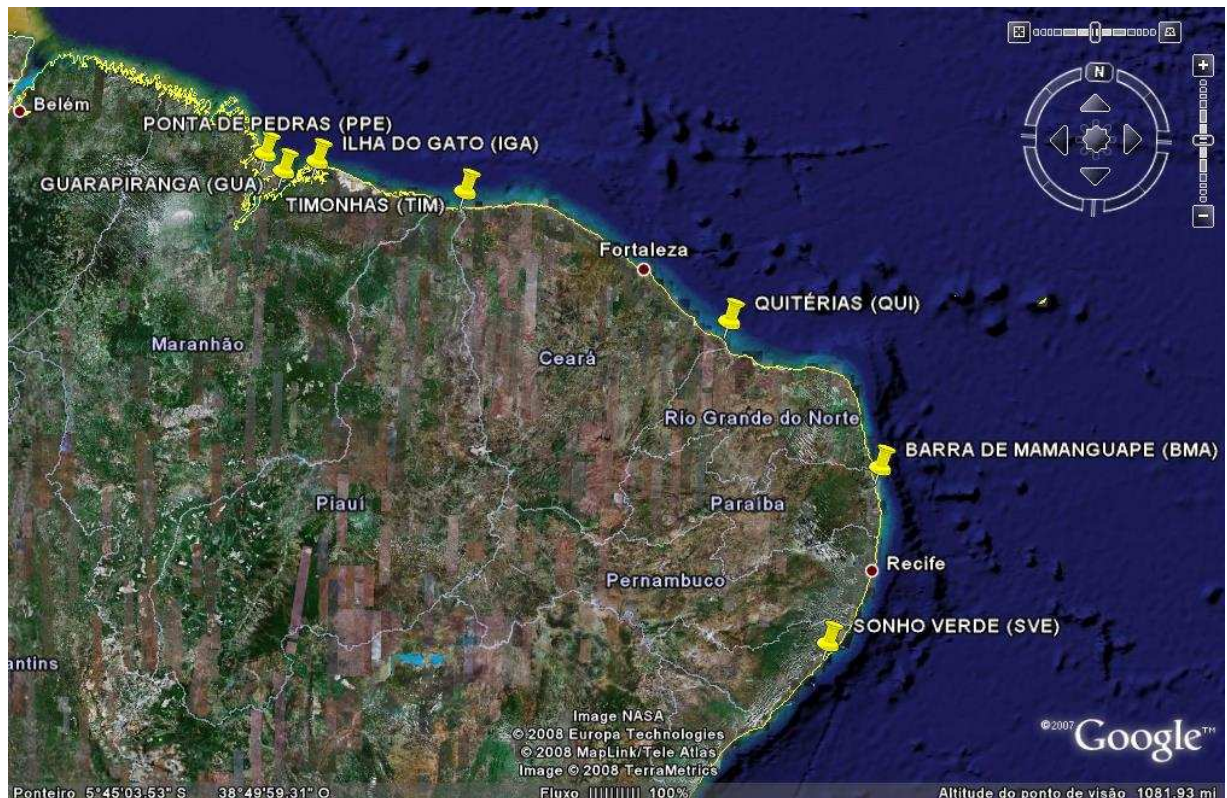 N
Belém
PONTA DE PEDRAS (PPE)
ILHA DO GATO (IGA)
GUARAPIRANGA (GUA)
TIMONHAS (TIM)
Fortaleza
QUITÉRIAS (QUI)
Maranhão
Ceará
Rio Grande do Norte
BARRA DE MAMANGUAPE (BMA)
Piauí
Paraíba
Recife
Pernambuco
SONHO VERDE (SVE)
antins
Image NASA
© 2008 Europa Technologies
© 2008 MapLink/Tele Atlas
Image © 2008 TerraMetrics
©2007 Google™
Ponteiro 5°45'03.53" S 38°49'59.31" O Fluxo ||||||||| 100% Altitude do ponto de visão 1081.93 mi